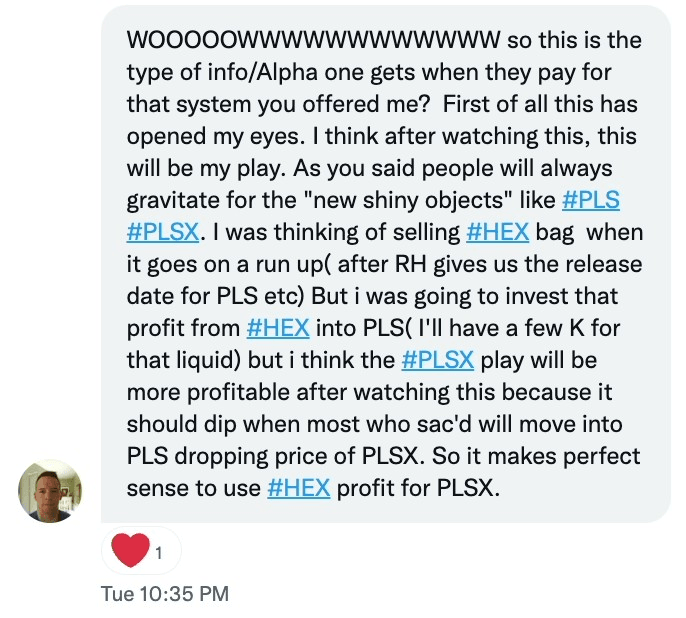 WOOOOOWWWWWWWWWWWWW so this is the
type of info/Alpha one gets when they pay for
that system you offered me?  First of all this has
opened my eyes. I think after watching this, this
will be my play. As you said people will always
gravitate for the "new shiny objects" like #PLS
#PLSX. I was thinking of selling #HEX bag  when
it goes on a run up( after RH gives us the release
date for PLS etc) But i was going to invest that
profit from #HEX into PLS( I'll have a few K for
that liquid) but i think the #PLSX play will be
more profitable after watching this because it
should dip when most who sac'd will move into
PLS dropping price of PLSX. So it makes perfect
sense to use #HEX profit for PLSX.
1
Tue 10:35 PM